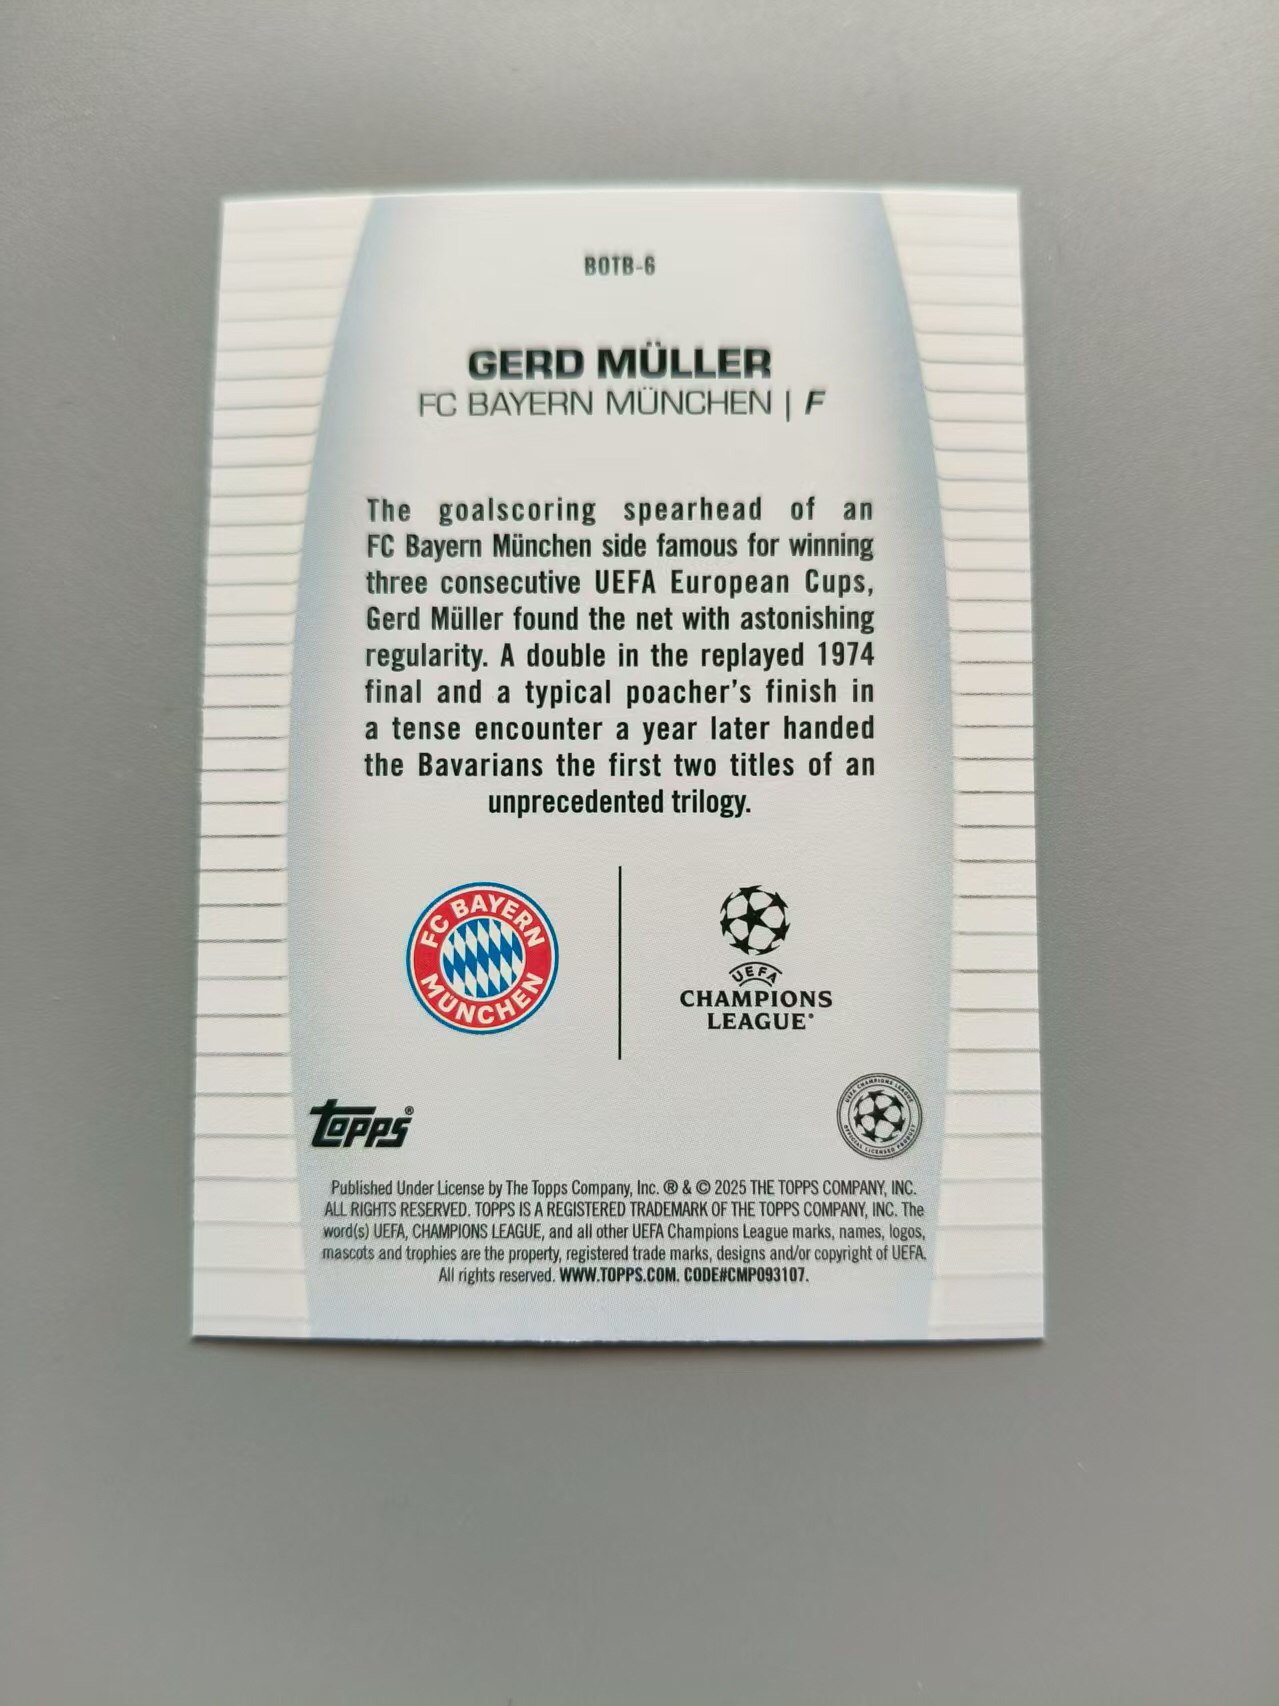 BOTB-6
GERD MÜLLER
FC BAYERN MÜNCHEN | F
The goalscoring spearhead of an
FC Bayern München side famous for winning
three consecutive UEFA European Cups,
Gerd Müller found the net with astonishing
regularity. A double in the replayed 1974
final and a typical poacher's finish in
a tense encounter a year later handed
the Bavarians the first two titles of an
unprecedented trilogy.
FC BAYERN
MÜNCHEN
UEFA
CHAMPIONS
LEAGUE®
topps®
UEFA CHAMPIONS LEAGUE
OFFICIAL LICENSED PRODUCT
Published Under License by The Topps Company, Inc. ® & © 2025 THE TOPPS COMPANY, INC.
ALL RIGHTS RESERVED. TOPPS IS A REGISTERED TRADEMARK OF THE TOPPS COMPANY, INC. The
word(s) UEFA, CHAMPIONS LEAGUE, and all other UEFA Champions League marks, names, logos,
mascots and trophies are the property, registered trade marks, designs and/or copyright of UEFA.
All rights reserved. WWW.TOPPS.COM. CODE#CMP093107.